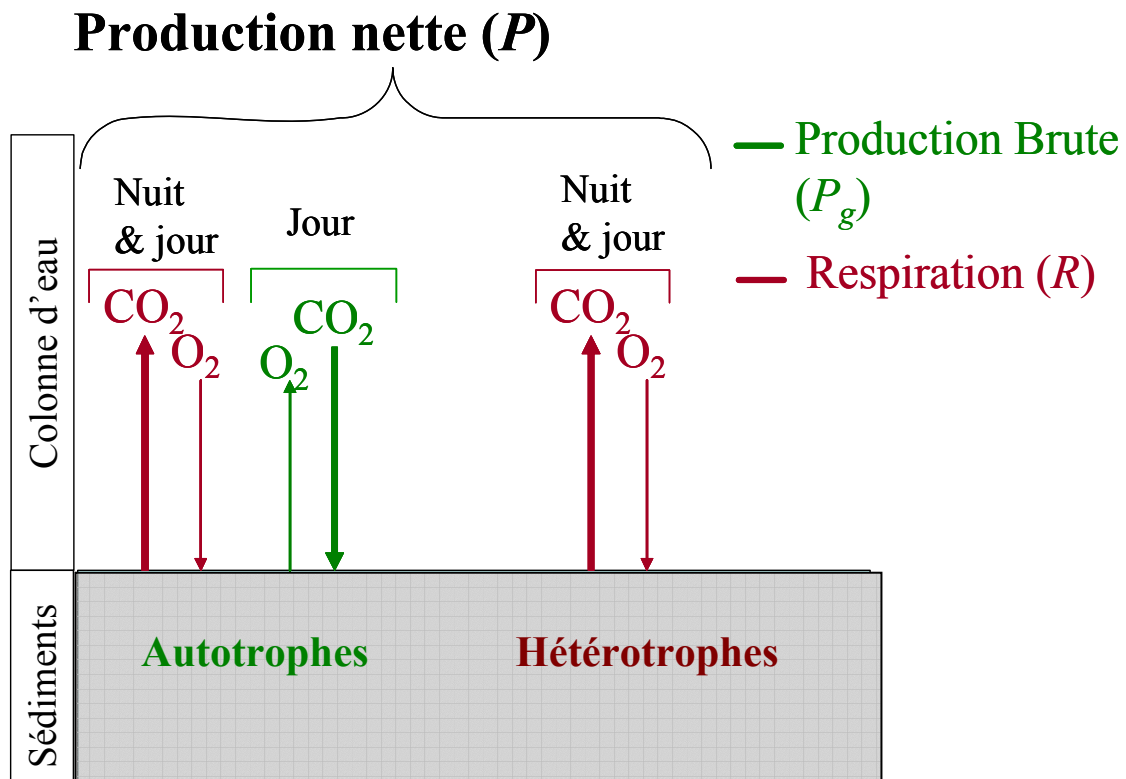 Production nette (P)
Production Brute
(P_g)
Respiration (R)
Nuit
& jour
Jour
Nuit
& jour
CO₂
O₂
O₂
CO₂
CO₂
O₂
Colonne d'eau
Sédiments
Autotrophes
Hétérotrophes